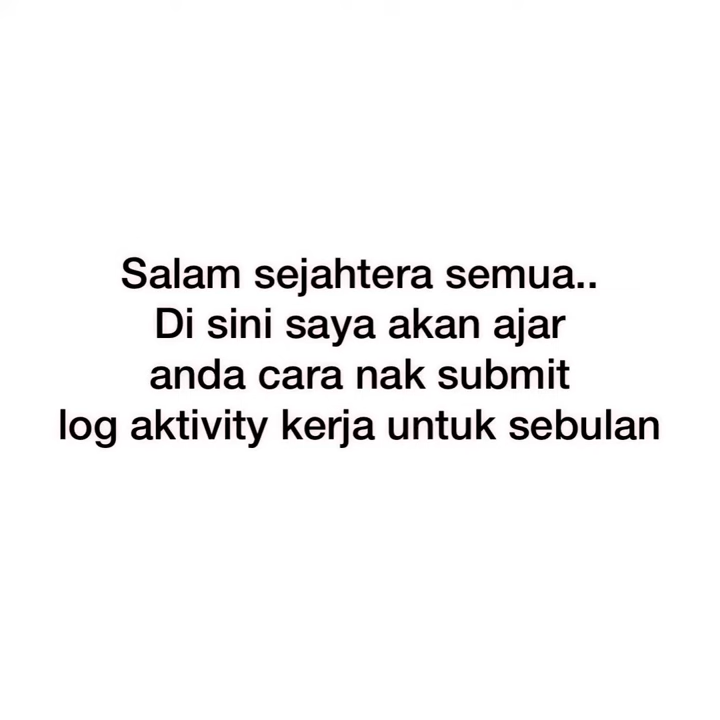 Salam sejahtera semua..
Di sini saya akan ajar
anda cara nak submit
log aktivity kerja untuk sebulan